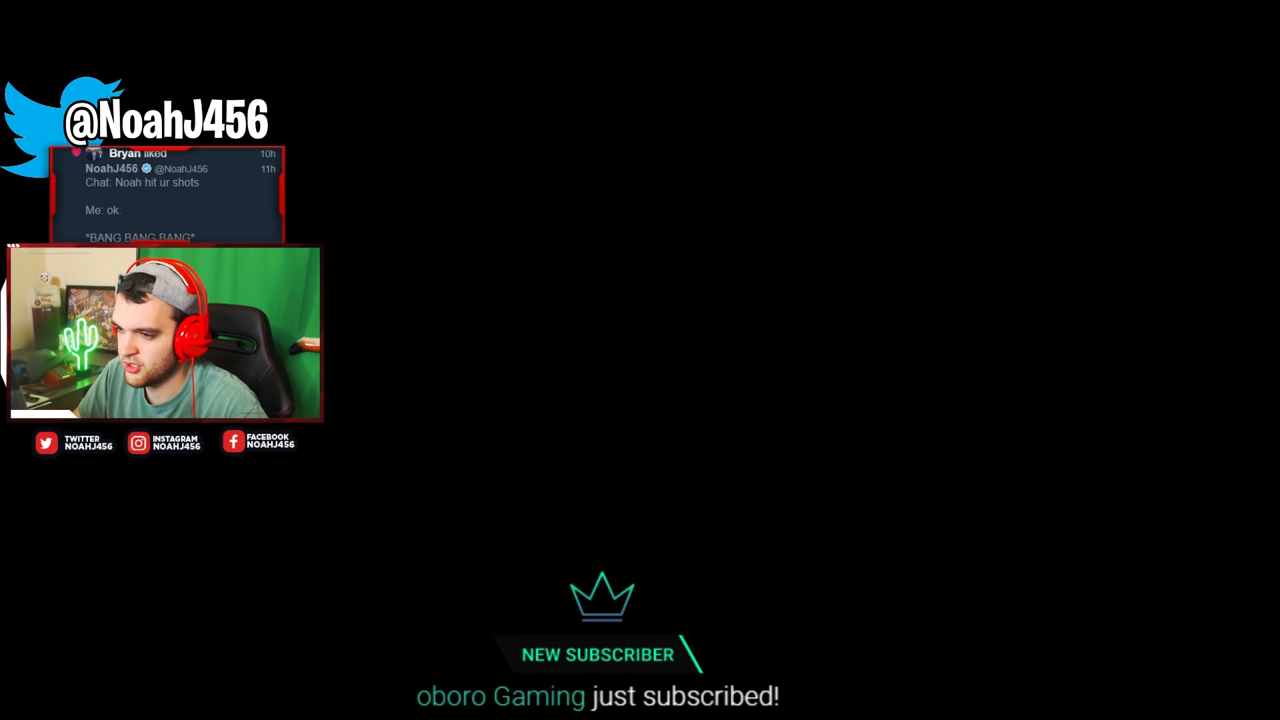 @NoahJ456
Bryan liked 10h
NoahJ456 @NoahJ456 11h
Chat: Noah hit ur shots
Me: ok.
*BANG BANG BANG*
TWITTER
NOAHJ456
INSTAGRAM
NOAHJ456
FACEBOOK
NOAHJ456
NEW SUBSCRIBER
oboro Gaming just subscribed!